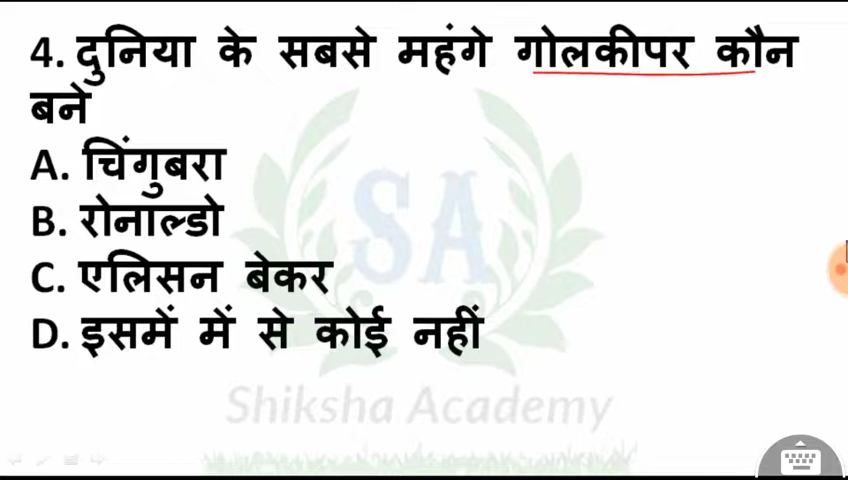 4. दुनिया के सबसे महंगे गोलकीपर कौन
बने
A. चिंगुबरा
B. रोनाल्डो
C. एलिसन बेकर
D. इसमें में से कोई नहीं
SA
Shiksha Academy